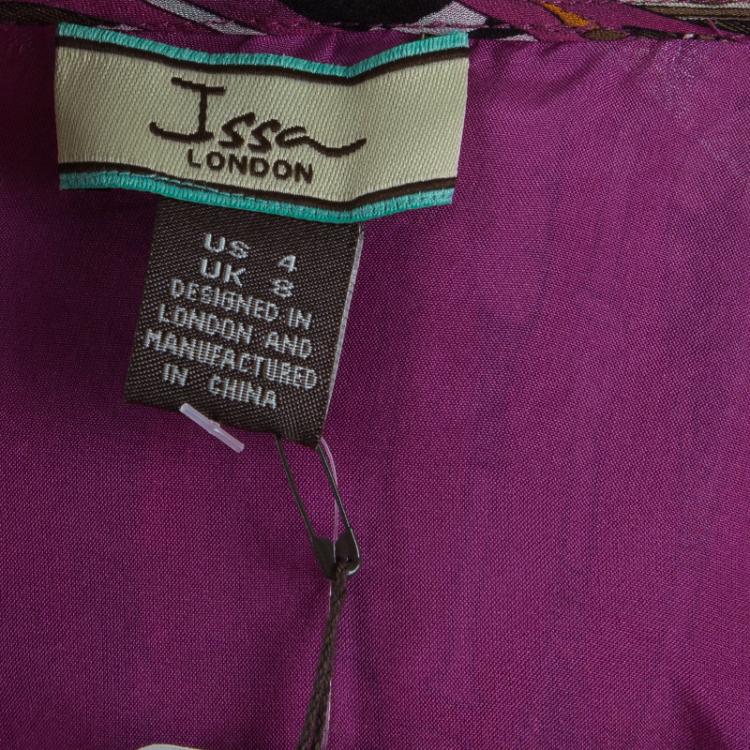 Issa
LONDON
US 4
UK 8
DESIGNED IN
LONDON AND
MANUFACTURED
IN CHINA